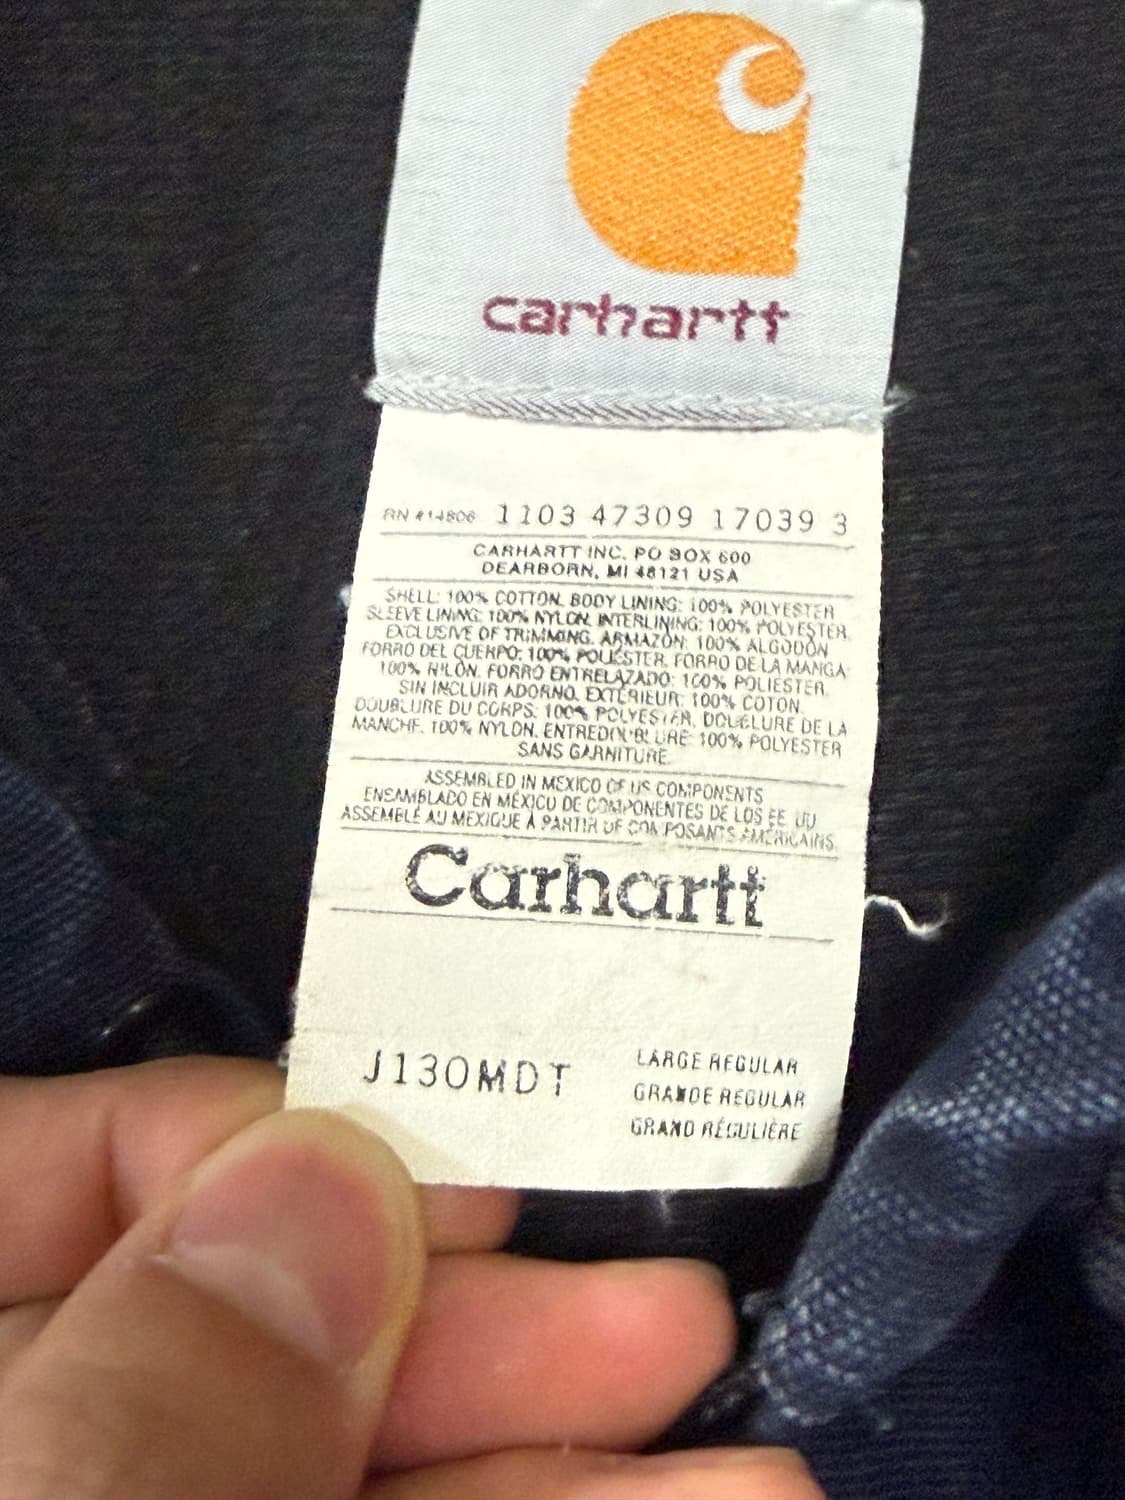 carhartt
RN #14806 1103 47309 17039 3
CARHARTT INC. PO BOX 600
DEARBORN, MI 48121 USA
SHELL: 100% COTTON. BODY LINING: 100% POLYESTER
SLEEVE LINING: 100% NYLON. INTERLINING: 100% POLYESTER.
EXCLUSIVE OF TRIMMING. ARMAZÓN: 100% ALGODÓN
FORRO DEL CUERPO: 100% POLIÉSTER. FORRO DE LA MANGA:
100% NILÓN. FORRO ENTRELAZADO: 100% POLIESTER.
SIN INCLUIR ADORNO. EXTÉRIEUR: 100% COTON.
DOUBLURE DU CORPS: 100% POLYESTER. DOUBLURE DE LA
MANCHE: 100% NYLON. ENTREDOUBLURE: 100% POLYESTER
SANS GARNITURE.
ASSEMBLED IN MEXICO OF US COMPONENTS
ENSAMBLADO EN MÉXICO DE COMPONENTES DE LOS EE. UU.
ASSEMBLÉ AU MEXIQUE À PARTIR DE COMPOSANTS AMÉRICAINS.
Carhartt
J130MDT
LARGE REGULAR
GRANDE REGULAR
GRAND RÉGULIÈRE